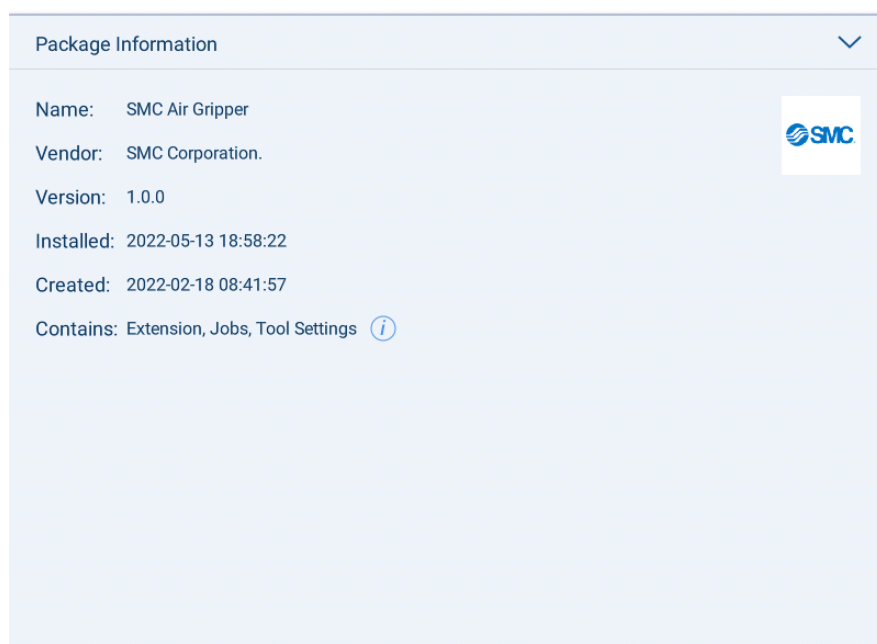 Package Information
Name: SMC Air Gripper
SMC.
Vendor: SMC Corporation.
Version: 1.0.0
Installed: 2022-05-13 18:58:22
Created: 2022-02-18 08:41:57
Contains: Extension, Jobs, Tool Settings i